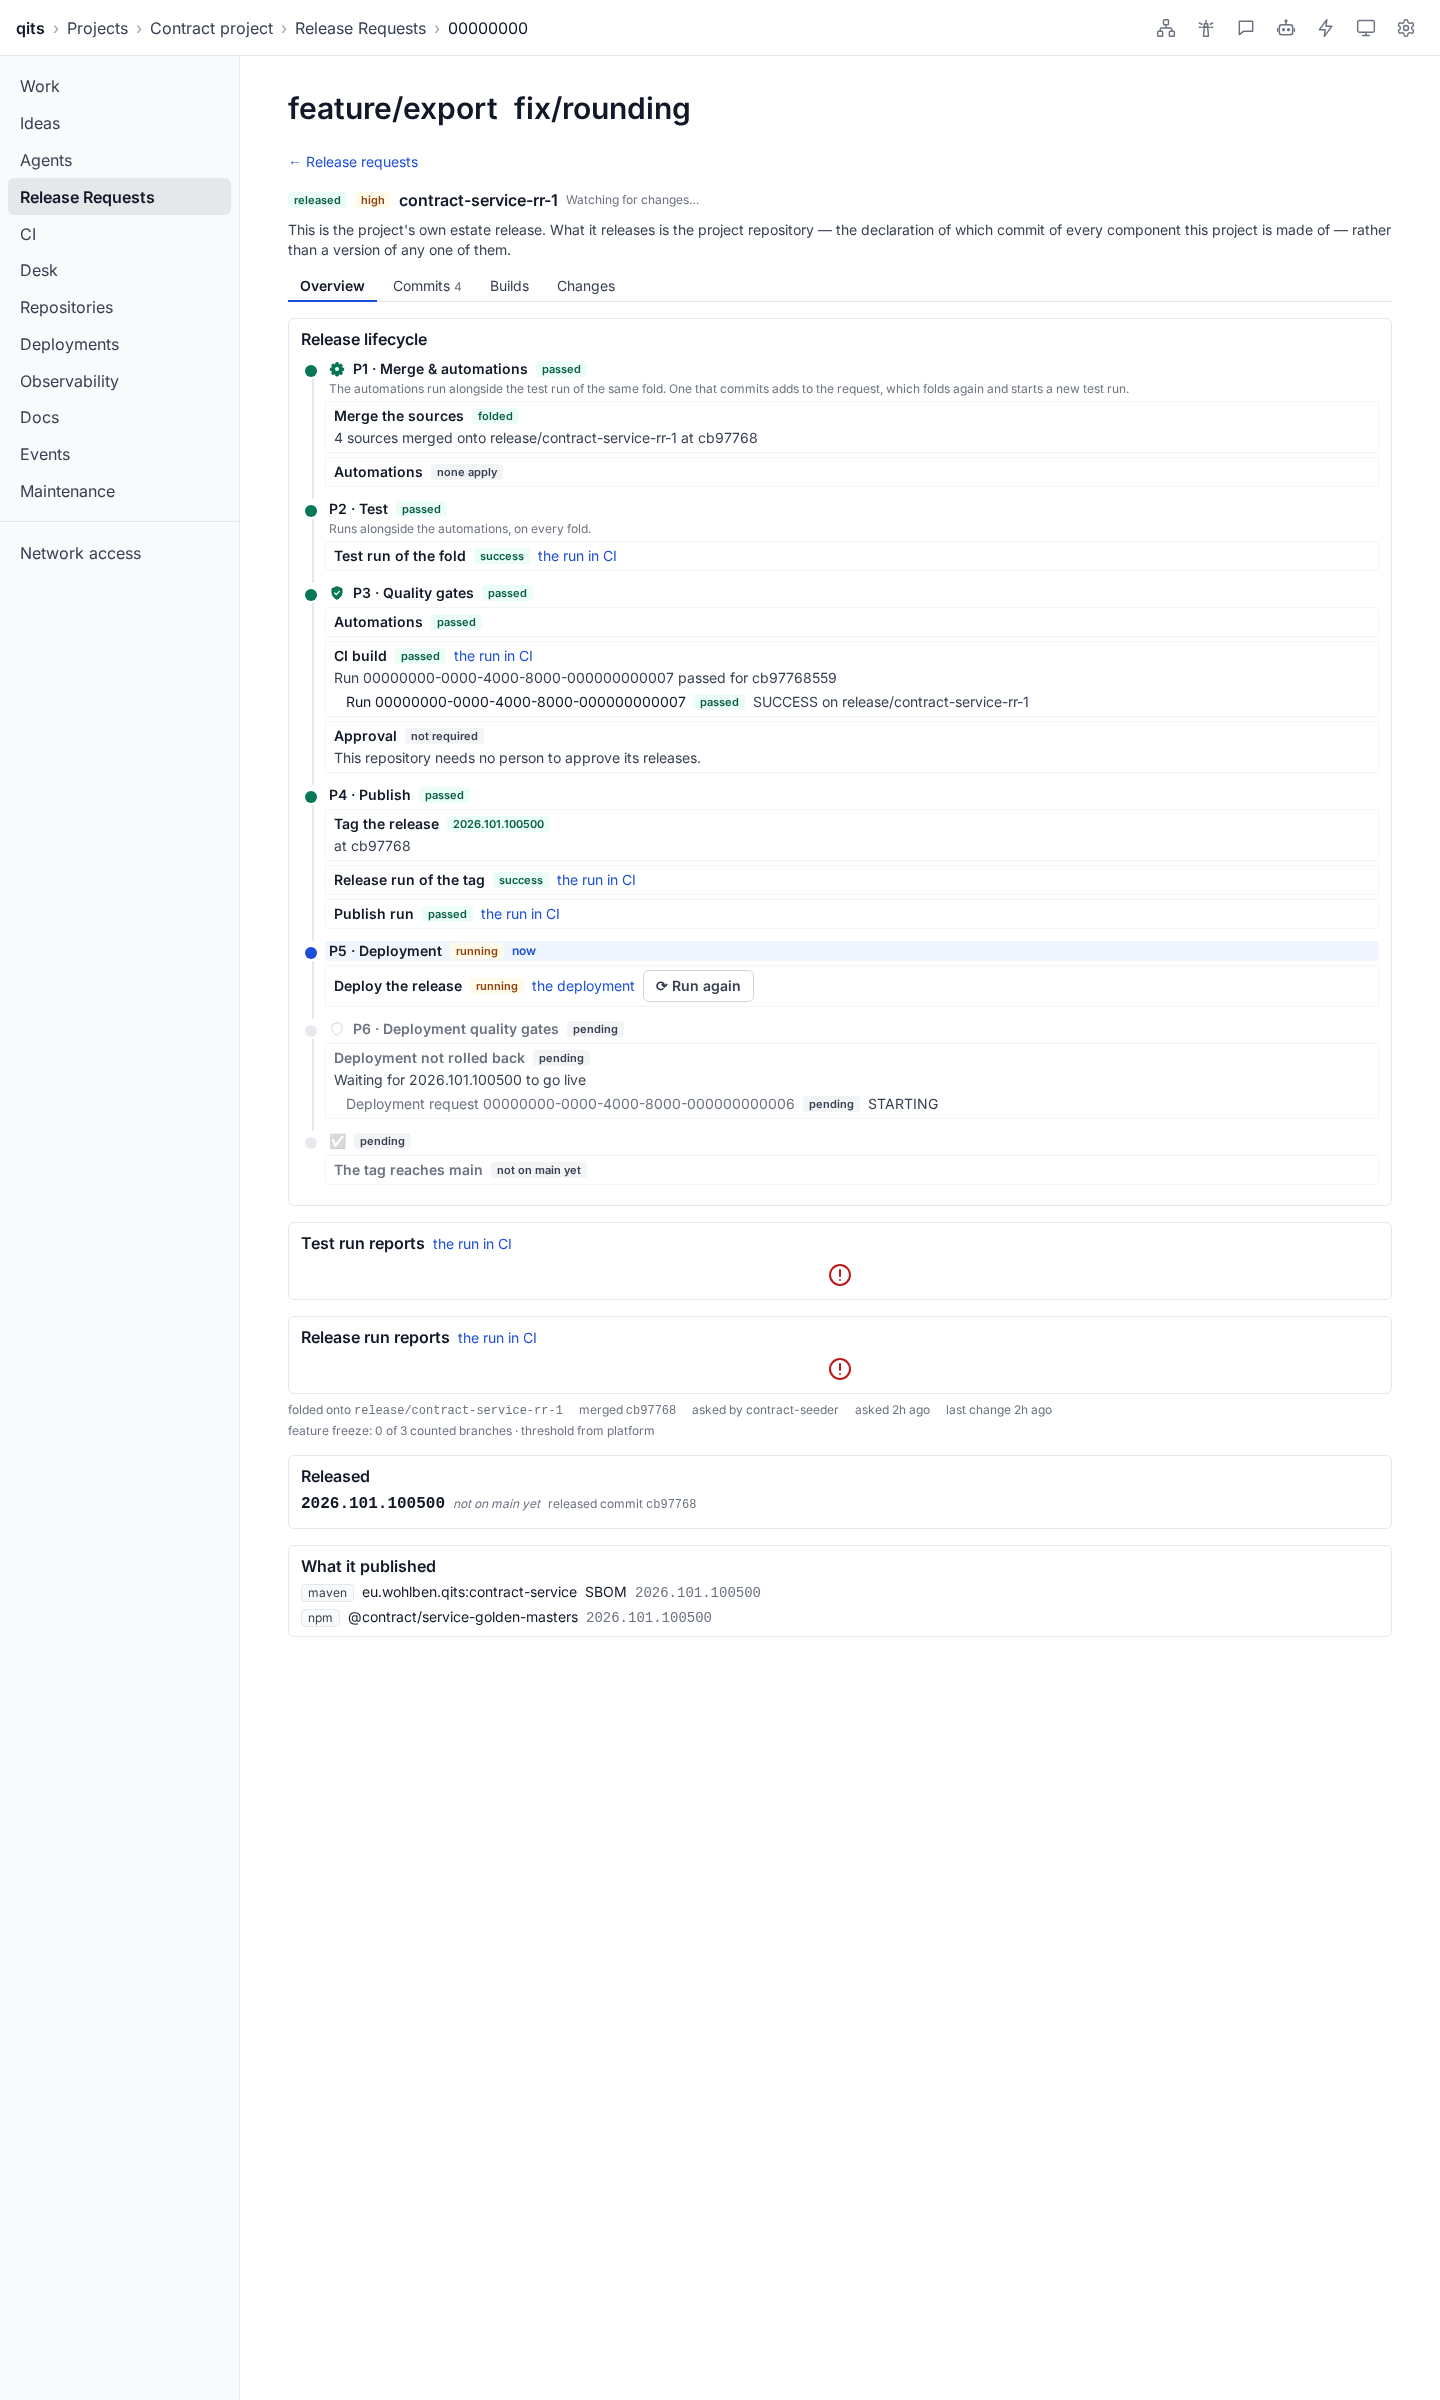 qits › Projects › Contract project › Release Requests › 00000000
Work
Ideas
Agents
Release Requests
CI
Desk
Repositories
Deployments
Observability
Docs
Events
Maintenance
Network access
feature/export fix/rounding
← Release requests
released high contract-service-rr-1 Watching for changes...
This is the project's own estate release. What it releases is the project repository — the declaration of which commit of every component this project is made of — rather
than a version of any one of them.
Overview Commits 4 Builds Changes
Release lifecycle
P1 · Merge & automations passed
The automations run alongside the test run of the same fold. One that commits adds to the request, which folds again and starts a new test run.
Merge the sources folded
4 sources merged onto release/contract-service-rr-1 at cb97768
Automations none apply
P2 · Test passed
Runs alongside the automations, on every fold.
Test run of the fold success the run in CI
P3 · Quality gates passed
Automations passed
CI build passed the run in CI
Run 00000000-0000-4000-8000-000000000007 passed for cb97768559
Run 00000000-0000-4000-8000-000000000007 passed SUCCESS on release/contract-service-rr-1
Approval not required
This repository needs no person to approve its releases.
P4 · Publish passed
Tag the release 2026.101.100500
at cb97768
Release run of the tag success the run in CI
Publish run passed the run in CI
P5 · Deployment running now
Deploy the release running the deployment ⟳ Run again
P6 · Deployment quality gates pending
Deployment not rolled back pending
Waiting for 2026.101.100500 to go live
Deployment request 00000000-0000-4000-8000-000000000006 pending STARTING
pending
The tag reaches main not on main yet
Test run reports the run in CI
Release run reports the run in CI
folded onto release/contract-service-rr-1 merged cb97768 asked by contract-seeder asked 2h ago last change 2h ago
feature freeze: 0 of 3 counted branches · threshold from platform
Released
2026.101.100500 not on main yet released commit cb97768
What it published
maven eu.wohlben.qits:contract-service SBOM 2026.101.100500
npm @contract/service-golden-masters 2026.101.100500